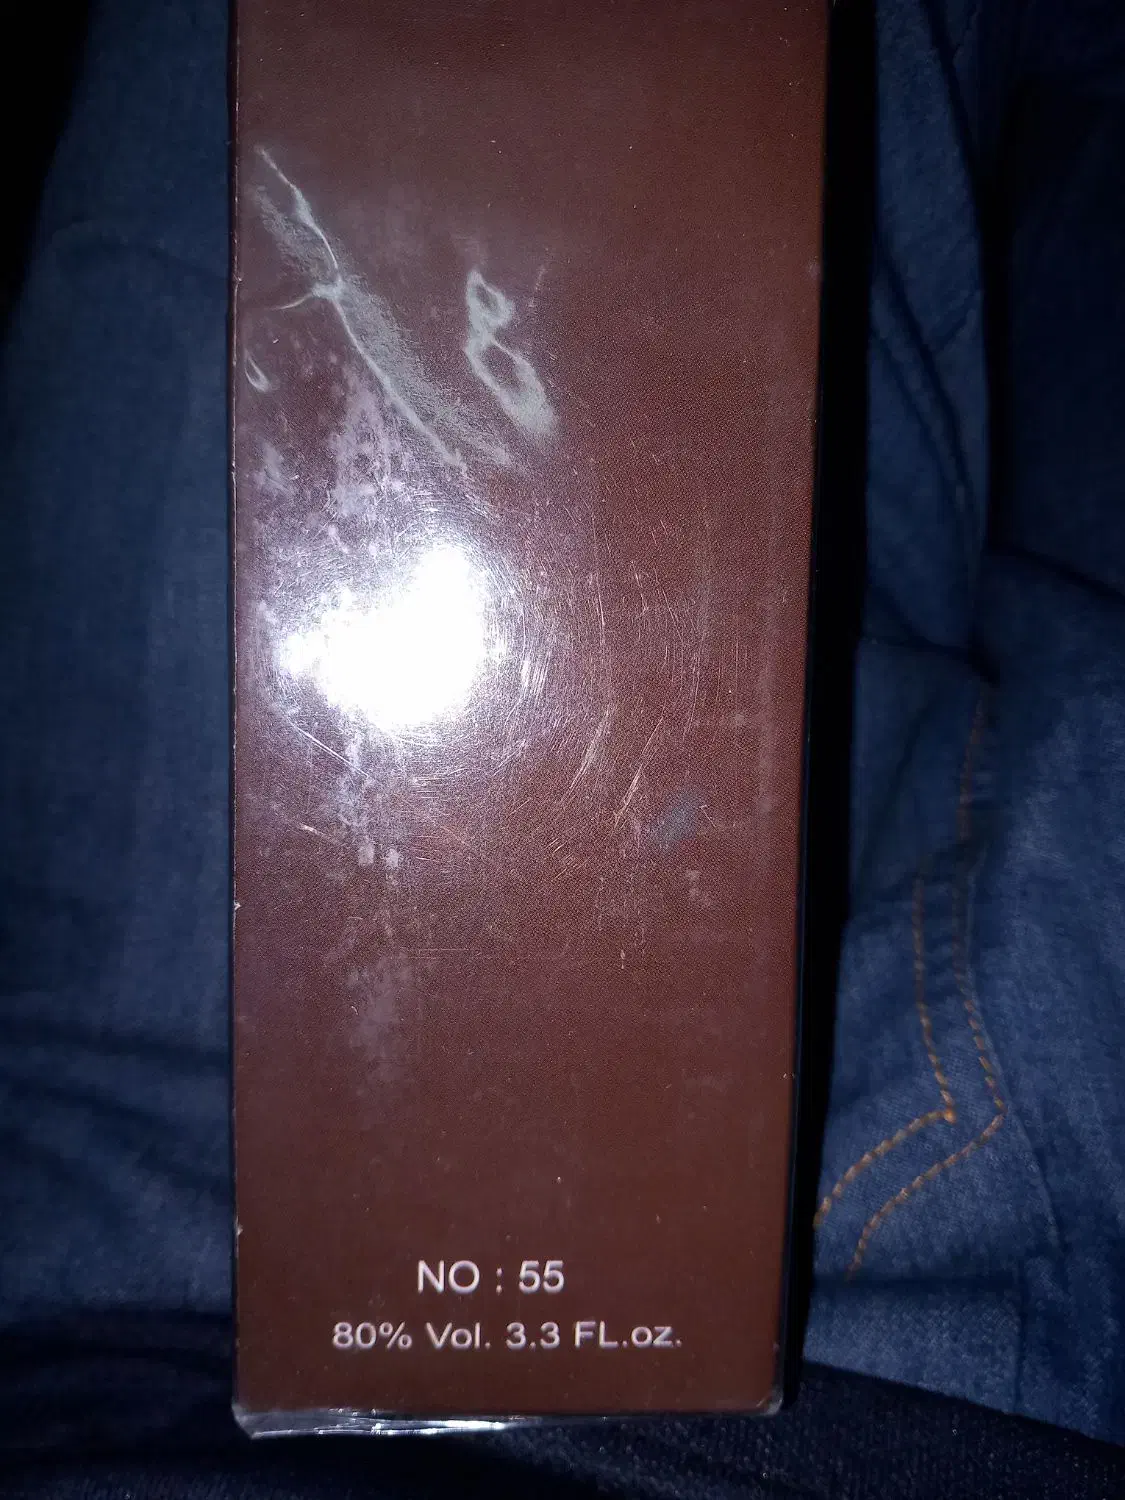 NO : 55
80% Vol. 3.3 FL.oz.